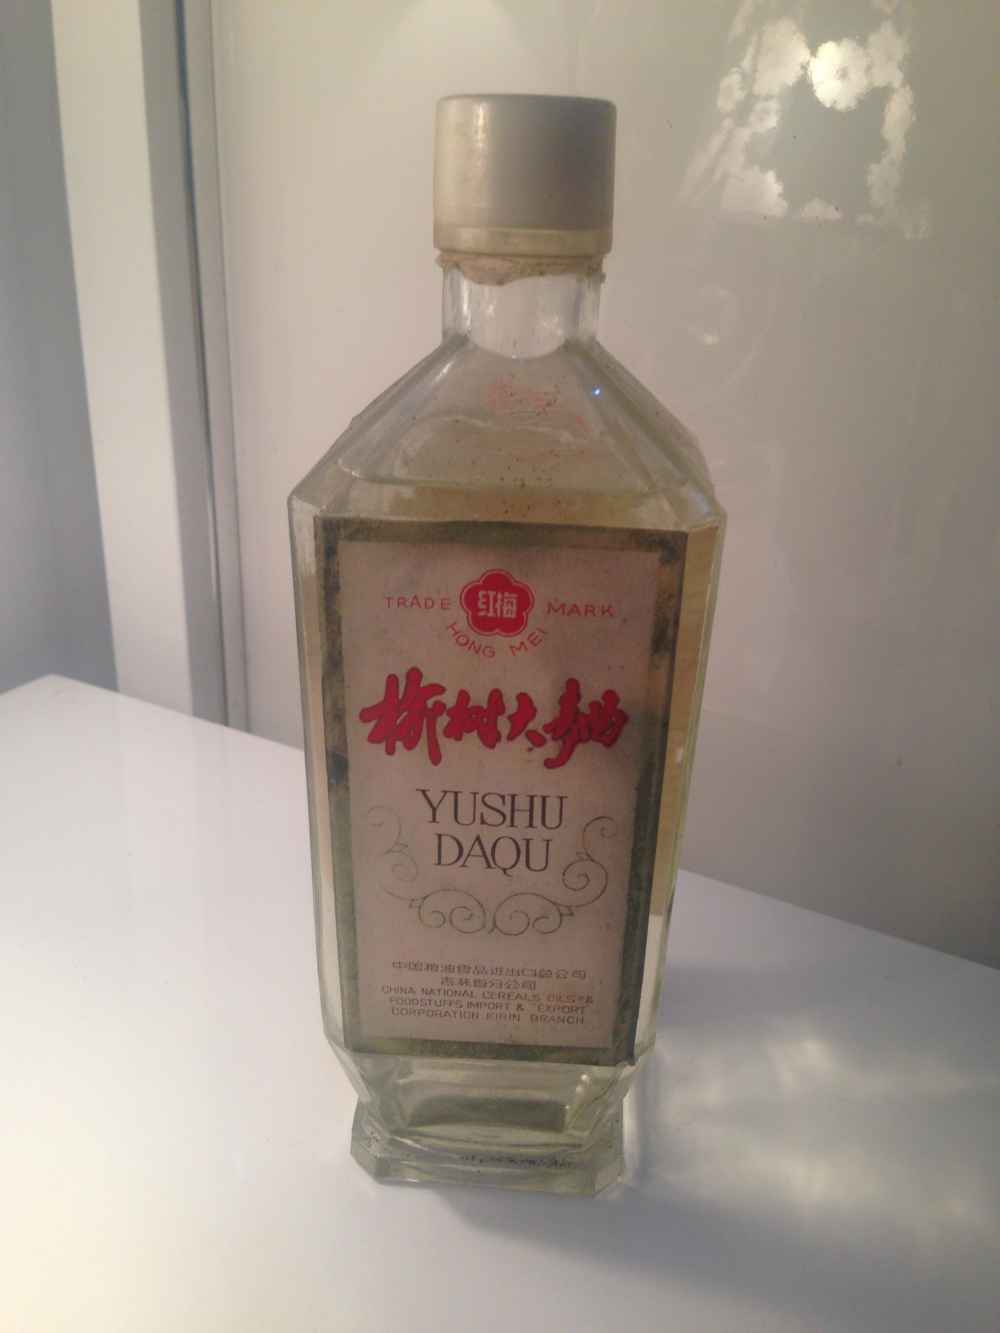 TRADE 红梅 MARK
HONG MEI
榆树大曲
YUSHU
DAQU
中国粮油食品进出口总公司
吉林省分公司
CHINA NATIONAL CEREALS OILS &
FOODSTUFFS IMPORT & EXPORT
CORPORATION KIRIN BRANCH